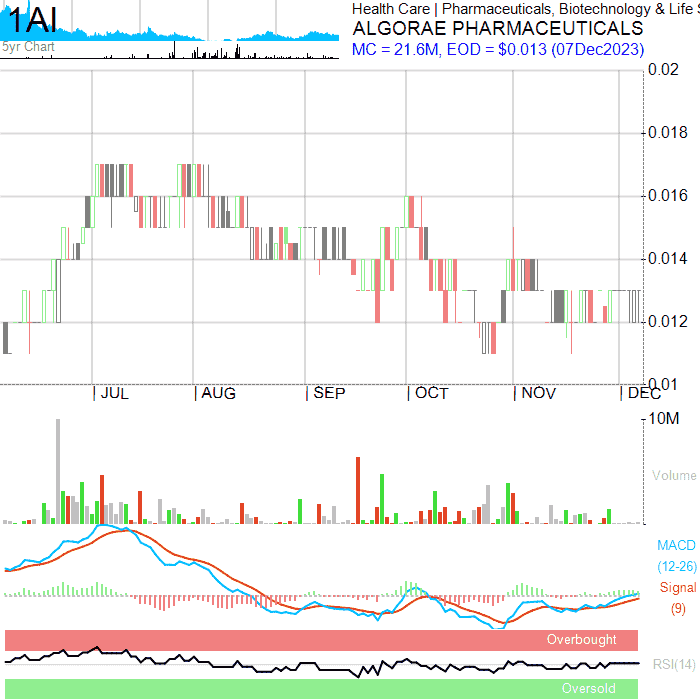 1AI
5yr Chart
Health Care | Pharmaceuticals, Biotechnology & Life S
ALGORAE PHARMACEUTICALS
MC = 21.6M, EOD = $0.013 (07Dec2023)
0.02
0.018
0.016
0.014
0.012
0.01
| JUL | AUG | SEP | OCT | NOV | DEC
10M
Volume
MACD
(12-26)
Signal
(9)
Overbought
RSI(14)
Oversold